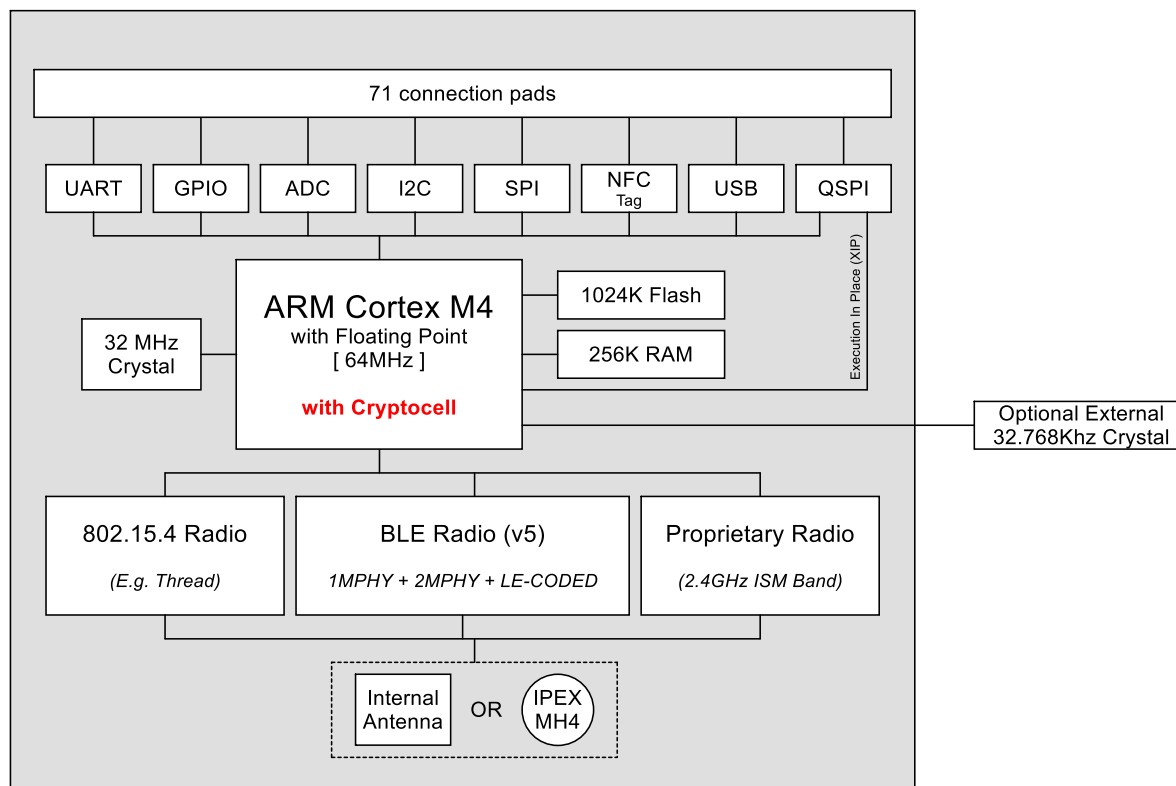 71 connection pads
UART
GPIO
ADC
I2C
SPI
NFC
Tag
USB
QSPI
Execution In Place (XIP)
ARM Cortex M4
with Floating Point
[ 64MHz ]
with Cryptocell
1024K Flash
256K RAM
32 MHz
Crystal
Optional External
32.768Khz Crystal
802.15.4 Radio
(E.g. Thread)
BLE Radio (v5)
1MPHY + 2MPHY + LE-CODED
Proprietary Radio
(2.4GHz ISM Band)
Internal
Antenna
OR
IPEX
MH4